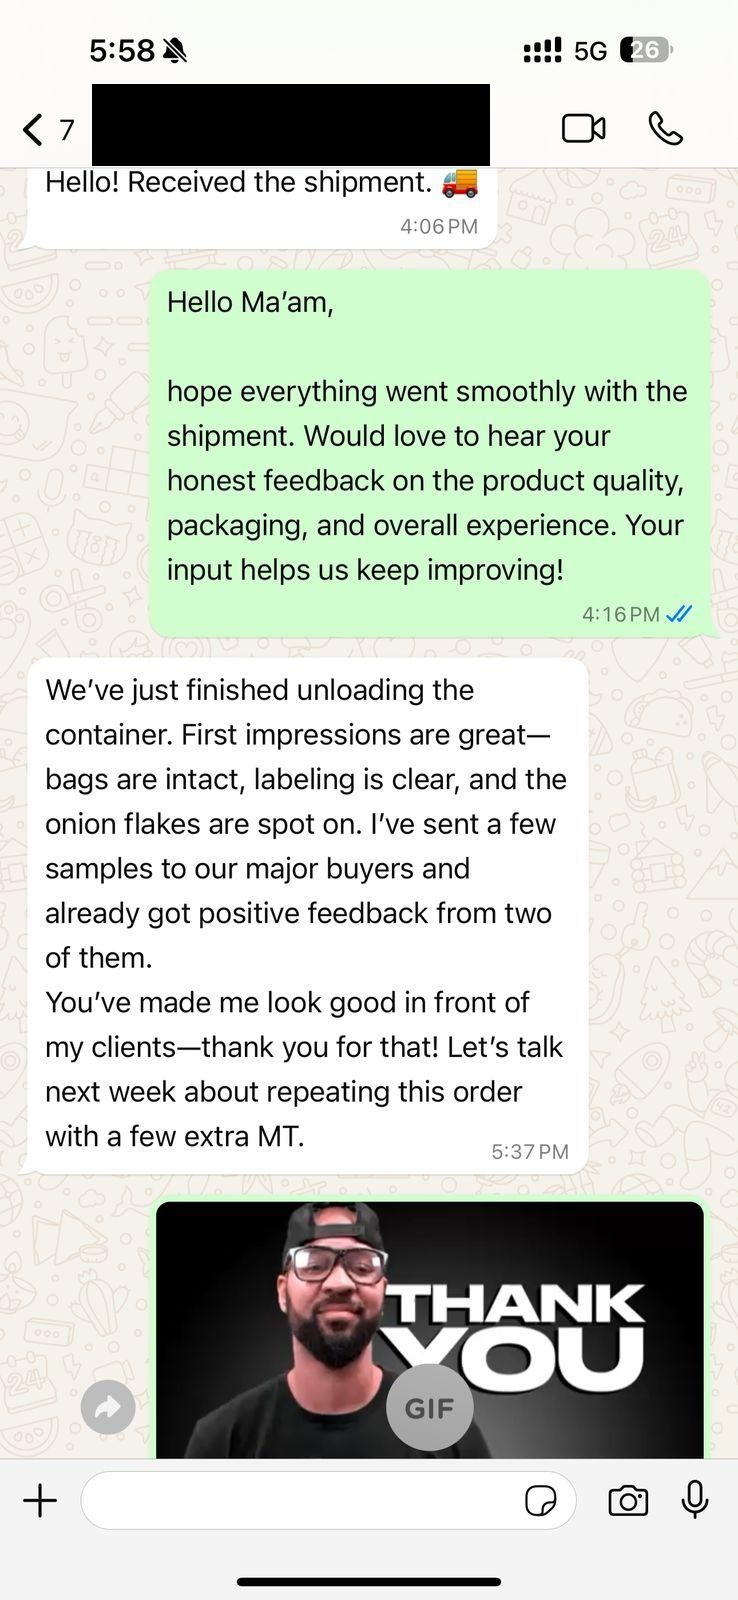 5:58
5G
26
7
Hello! Received the shipment. 🚚
4:06 PM
Hello Ma’am,
hope everything went smoothly with the
shipment. Would love to hear your
honest feedback on the product quality,
packaging, and overall experience. Your
input helps us keep improving!
4:16 PM
We’ve just finished unloading the
container. First impressions are great—
bags are intact, labeling is clear, and the
onion flakes are spot on. I’ve sent a few
samples to our major buyers and
already got positive feedback from two
of them.
You’ve made me look good in front of
my clients—thank you for that! Let’s talk
next week about repeating this order
with a few extra MT.
5:37 PM
THANK
YOU
GIF